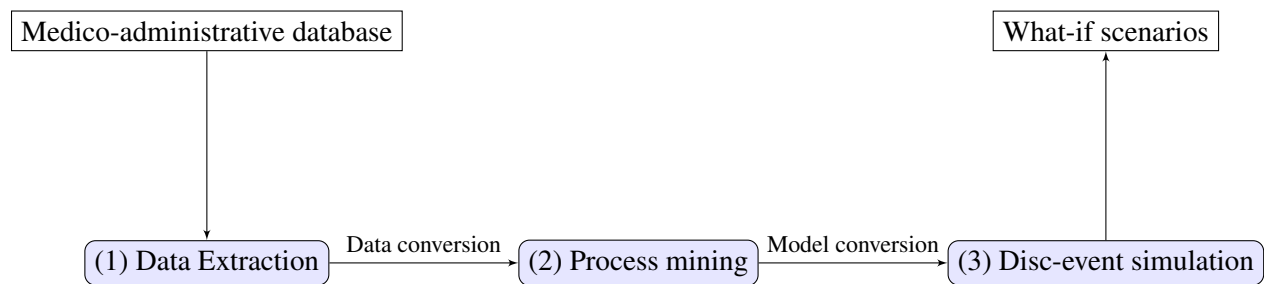 Medico-administrative database
What-if scenarios
(1) Data Extraction
Data conversion
(2) Process mining
Model conversion
(3) Disc-event simulation